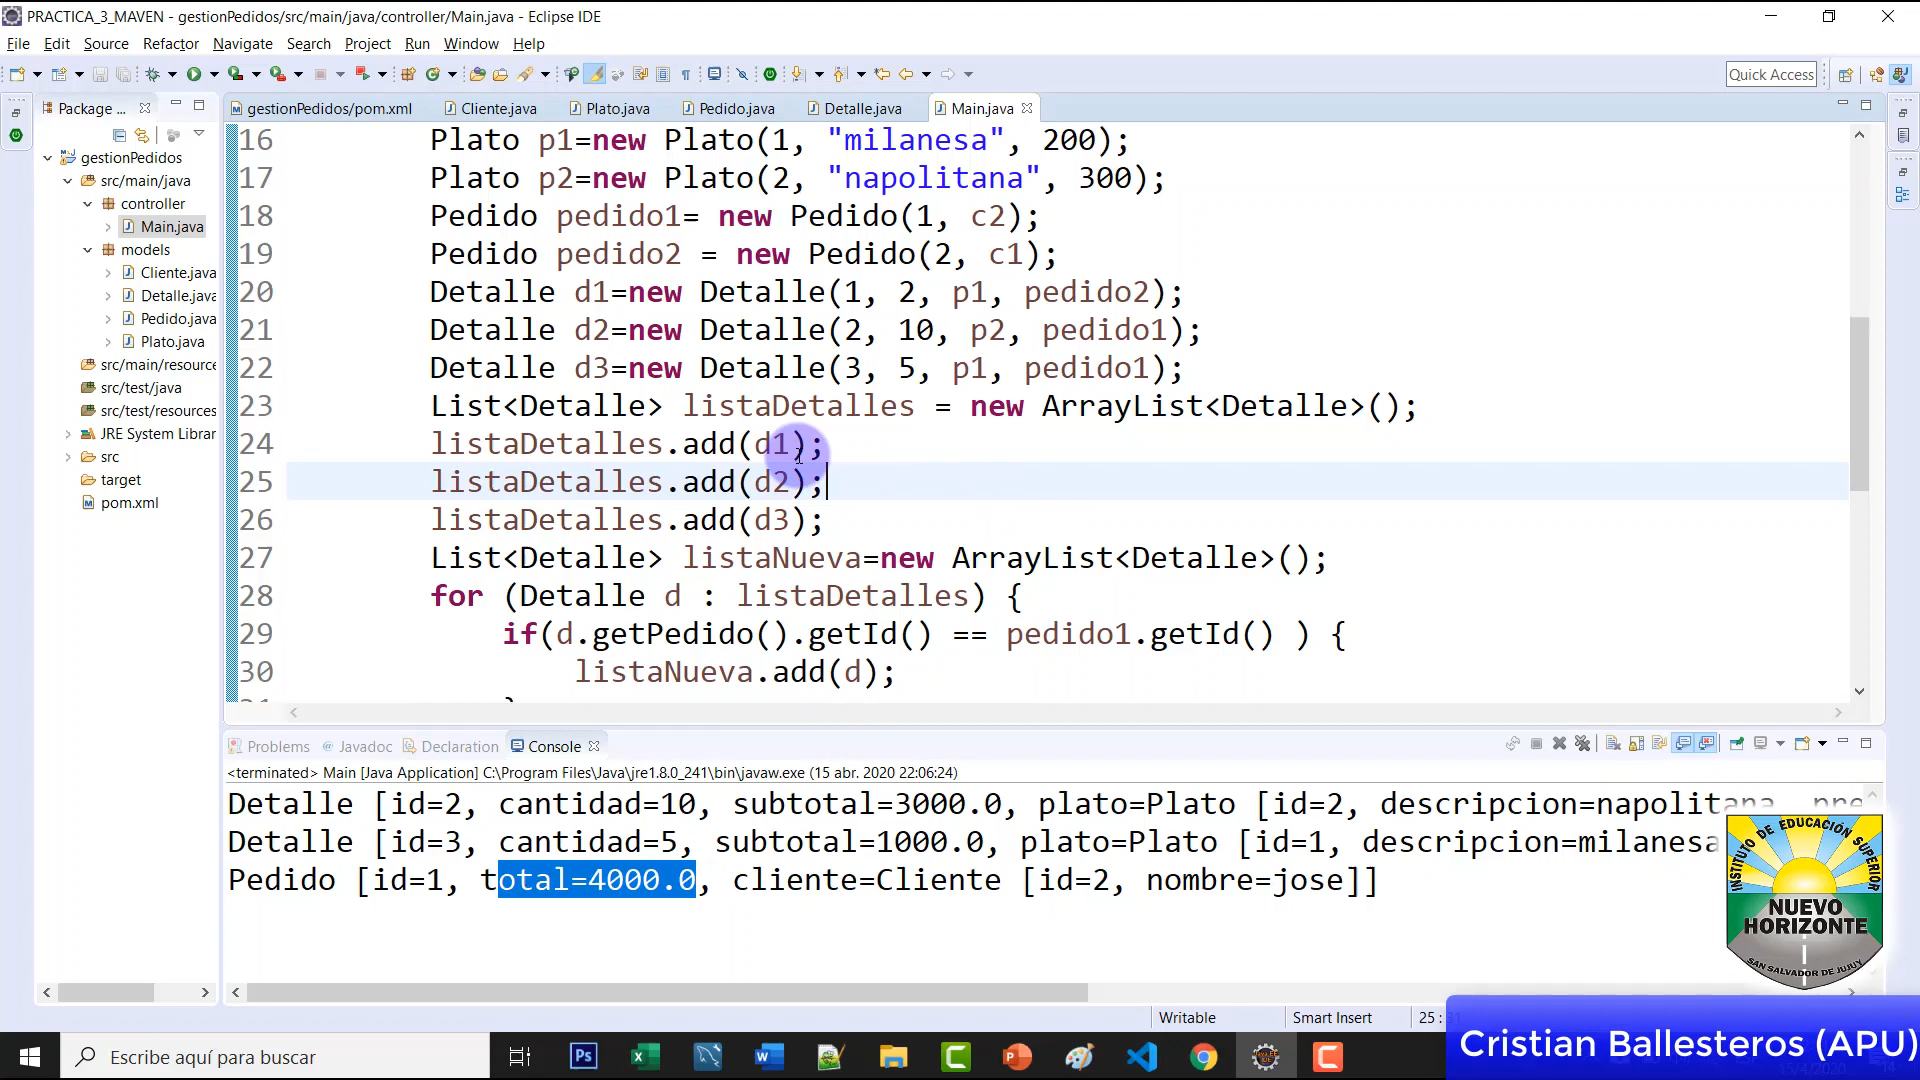 PRACTICA_3_MAVEN - gestionPedidos/src/main/java/controller/Main.java - Eclipse IDE
File Edit Source Refactor Navigate Search Project Run Window Help
Quick Access
Package ...
gestionPedidos/pom.xml Cliente.java Plato.java Pedido.java Detalle.java Main.java
gestionPedidos
src/main/java
controller
Main.java
models
Cliente.java
Detalle.java
Pedido.java
Plato.java
src/main/resource
src/test/java
src/test/resources
JRE System Librar
src
target
pom.xml
16 Plato p1=new Plato(1, "milanesa", 200);
17 Plato p2=new Plato(2, "napolitana", 300);
18 Pedido pedido1= new Pedido(1, c2);
19 Pedido pedido2 = new Pedido(2, c1);
20 Detalle d1=new Detalle(1, 2, p1, pedido2);
21 Detalle d2=new Detalle(2, 10, p2, pedido1);
22 Detalle d3=new Detalle(3, 5, p1, pedido1);
23 List<Detalle> listaDetalles = new ArrayList<Detalle>();
24 listaDetalles.add(d1);
25 listaDetalles.add(d2);
26 listaDetalles.add(d3);
27 List<Detalle> listaNueva=new ArrayList<Detalle>();
28 for (Detalle d : listaDetalles) {
29 if(d.getPedido().getId() == pedido1.getId() ) {
30 listaNueva.add(d);
Problems Javadoc Declaration Console
<terminated> Main [Java Application] C:\Program Files\Java\jre1.8.0_241\bin\javaw.exe (15 abr. 2020 22:06:24)
Detalle [id=2, cantidad=10, subtotal=3000.0, plato=Plato [id=2, descripcion=napolitana, pre
Detalle [id=3, cantidad=5, subtotal=1000.0, plato=Plato [id=1, descripcion=milanesa
Pedido [id=1, total=4000.0, cliente=Cliente [id=2, nombre=jose]]
INSTITUTO DE EDUCACIÓN SUPERIOR
NUEVO
HORIZONTE
SAN SALVADOR DE JUJUY
Writable Smart Insert 25 :
Cristian Ballesteros (APU)
Escribe aquí para buscar